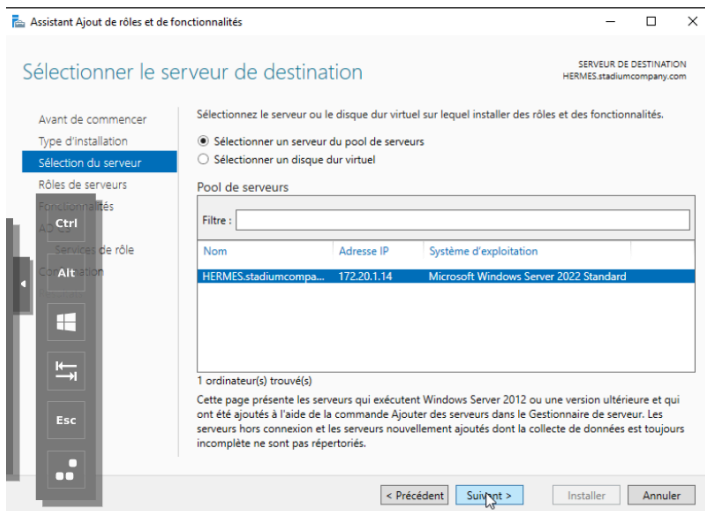 Assistant Ajout de rôles et de fonctionnalités
Sélectionner le serveur de destination
SERVEUR DE DESTINATION
HERMES.stadiumcompany.com
Avant de commencer
Type d'installation
Sélection du serveur
Rôles de serveurs
Fonctionnalités
Services de rôle
Confirmation
Ctrl
Alt
Esc
Sélectionnez le serveur ou le disque dur virtuel sur lequel installer des rôles et des fonctionnalités.
Sélectionner un serveur du pool de serveurs
Sélectionner un disque dur virtuel
Pool de serveurs
Filtre :
Nom Adresse IP Système d'exploitation
HERMES.stadiumcompa... 172.20.1.14 Microsoft Windows Server 2022 Standard
1 ordinateur(s) trouvé(s)
Cette page présente les serveurs qui exécutent Windows Server 2012 ou une version ultérieure et qui
ont été ajoutés à l'aide de la commande Ajouter des serveurs dans le Gestionnaire de serveur. Les
serveurs hors connexion et les serveurs nouvellement ajoutés dont la collecte de données est toujours
incomplète ne sont pas répertoriés.
< Précédent Suivant > Installer Annuler